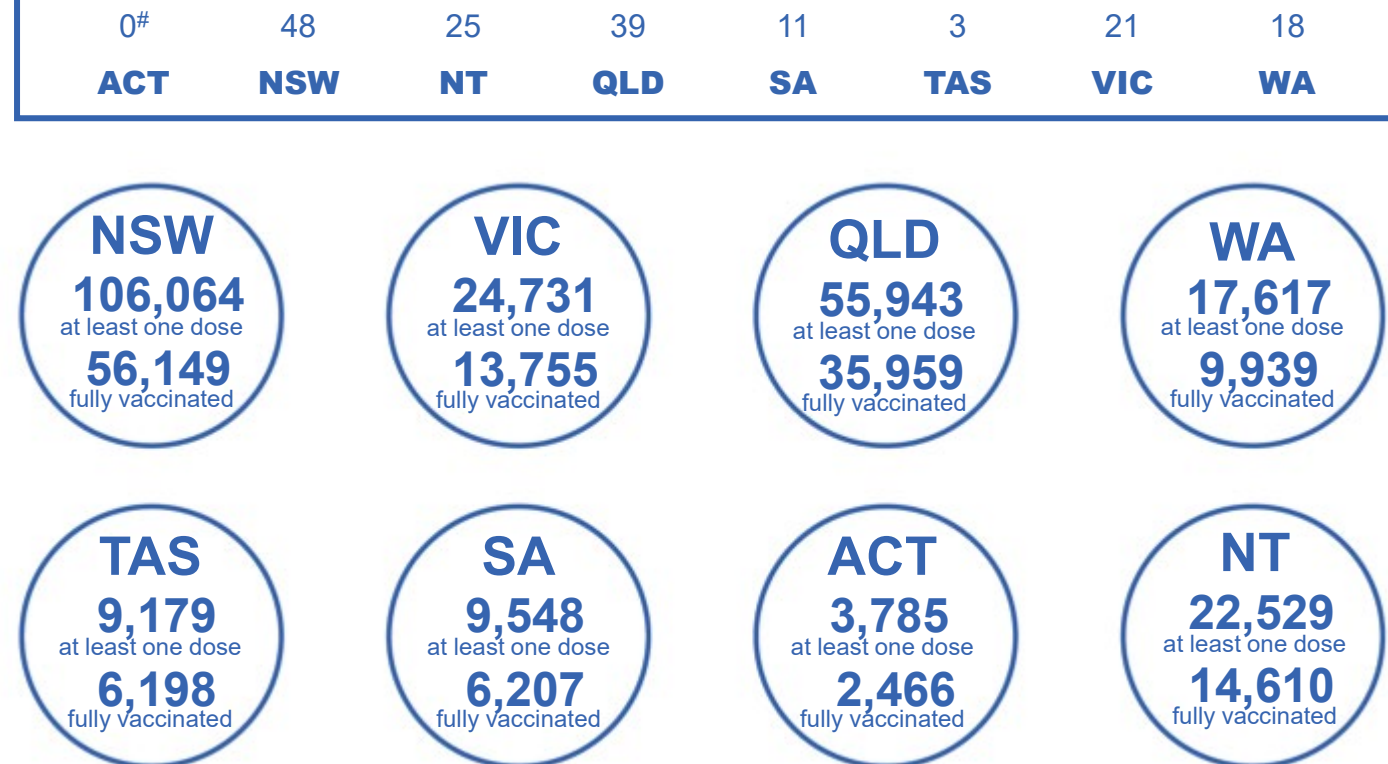 0# 48 25 39 11 3 21 18
ACT NSW NT QLD SA TAS VIC WA
NSW
106,064
at least one dose
56,149
fully vaccinated
VIC
24,731
at least one dose
13,755
fully vaccinated
QLD
55,943
at least one dose
35,959
fully vaccinated
WA
17,617
at least one dose
9,939
fully vaccinated
TAS
9,179
at least one dose
6,198
fully vaccinated
SA
9,548
at least one dose
6,207
fully vaccinated
ACT
3,785
at least one dose
2,466
fully vaccinated
NT
22,529
at least one dose
14,610
fully vaccinated